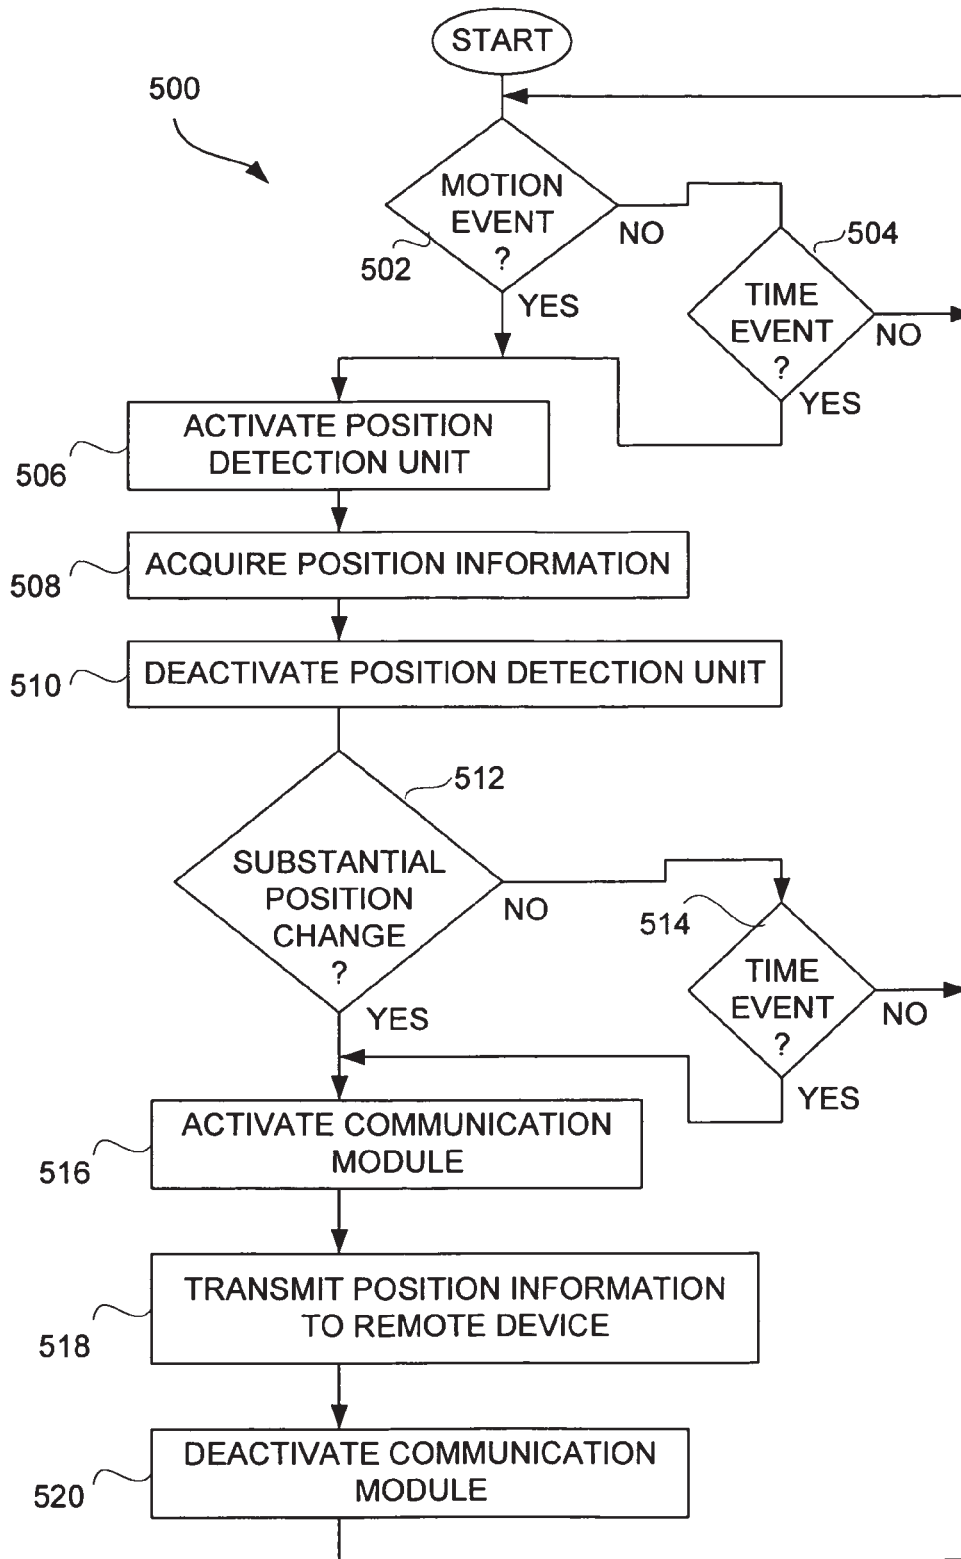 START
500
MOTION
EVENT
?
502
NO
YES
504
TIME
EVENT
?
NO
YES
ACTIVATE POSITION
DETECTION UNIT
506
ACQUIRE POSITION INFORMATION
508
DEACTIVATE POSITION DETECTION UNIT
510
512
SUBSTANTIAL
POSITION
CHANGE
?
NO
YES
514
TIME
EVENT
?
NO
YES
ACTIVATE COMMUNICATION
MODULE
516
TRANSMIT POSITION INFORMATION
TO REMOTE DEVICE
518
DEACTIVATE COMMUNICATION
MODULE
520